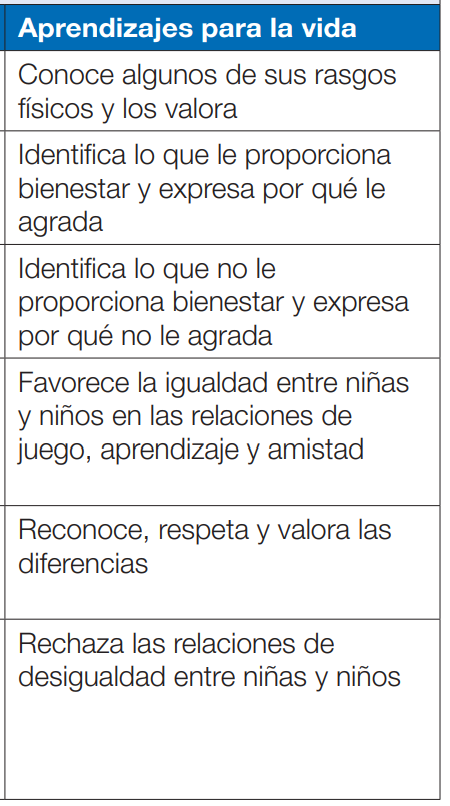 Aprendizajes para la vida
Conoce algunos de sus rasgos
físicos y los valora
Identifica lo que le proporciona
bienestar y expresa por qué le
agrada
Identifica lo que no le
proporciona bienestar y expresa
por qué no le agrada
Favorece la igualdad entre niñas
y niños en las relaciones de
juego, aprendizaje y amistad
Reconoce, respeta y valora las
diferencias
Rechaza las relaciones de
desigualdad entre niñas y niños